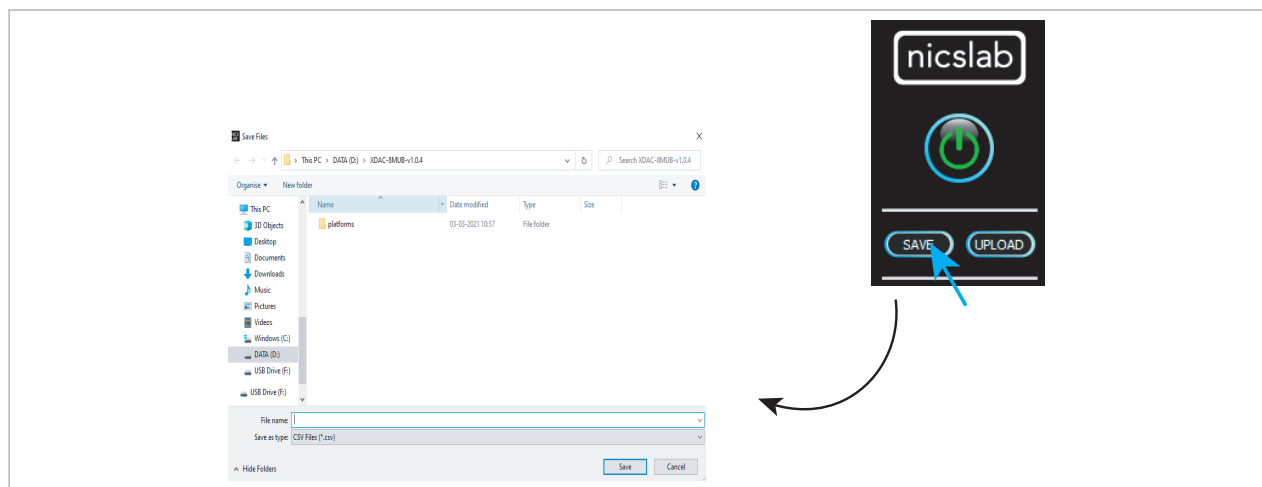 nicslab
SAVE
UPLOAD
Save Files
X
This PC > DATA (D:) > XDAC-8MUB-v1.0.4
Search XDAC-8MUB-v1.0.4
Organise
New folder
?
Name
Date modified
Type
Size
This PC
3D Objects
Desktop
Documents
Downloads
Music
Pictures
Videos
Windows (C:)
DATA (D:)
USB Drive (F:)
USB Drive (F:)
platforms
03-03-2021 10:57
File folder
File name:
Save as type: CSV Files (*.csv)
Hide Folders
Save
Cancel